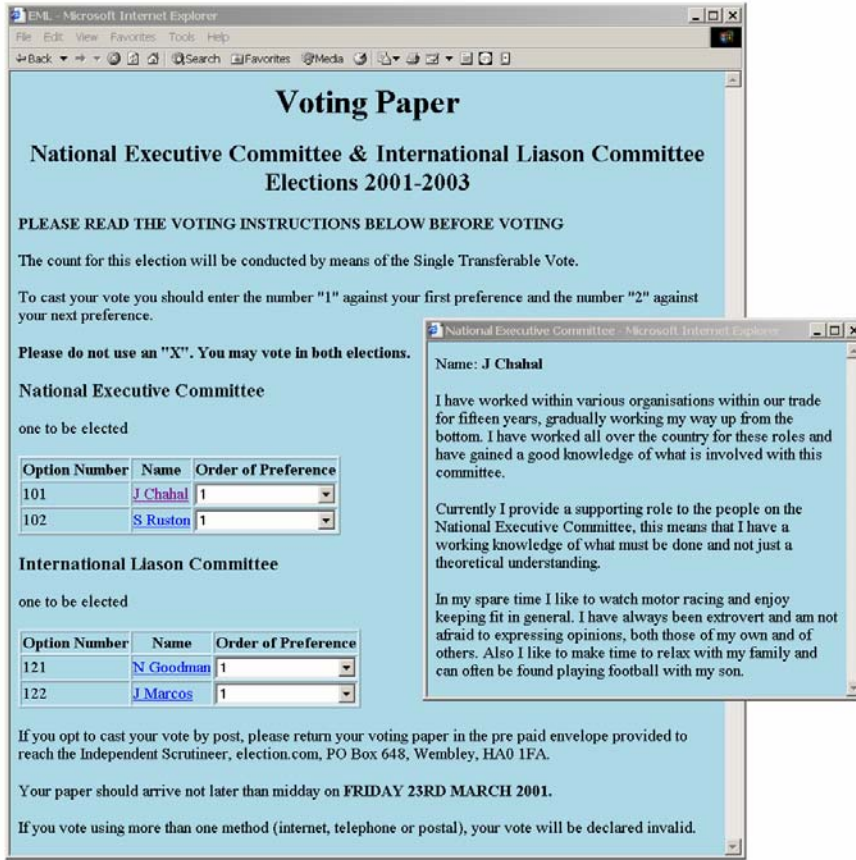 EML - Microsoft Internet Explorer
File Edit View Favorites Tools Help
Back Search Favorites Media
Voting Paper
National Executive Committee & International Liason Committee
Elections 2001-2003
PLEASE READ THE VOTING INSTRUCTIONS BELOW BEFORE VOTING
The count for this election will be conducted by means of the Single Transferable Vote.
To cast your vote you should enter the number "1" against your first preference and the number "2" against
your next preference.
Please do not use an "X". You may vote in both elections.
National Executive Committee
one to be elected
Option Number Name Order of Preference
101 J Chahal 1
102 S Ruston 1
International Liason Committee
one to be elected
Option Number Name Order of Preference
121 N Goodman 1
122 J Marcos 1
If you opt to cast your vote by post, please return your voting paper in the pre paid envelope provided to
reach the Independent Scrutineer, election.com, PO Box 648, Wembley, HA0 1FA.
Your paper should arrive not later than midday on FRIDAY 23RD MARCH 2001.
If you vote using more than one method (internet, telephone or postal), your vote will be declared invalid.
National Executive Committee - Microsoft Internet Explorer
Name: J Chahal
I have worked within various organisations within our trade
for fifteen years, gradually working my way up from the
bottom. I have worked all over the country for these roles and
have gained a good knowledge of what is involved with this
committee.
Currently I provide a supporting role to the people on the
National Executive Committee, this means that I have a
working knowledge of what must be done and not just a
theoretical understanding.
In my spare time I like to watch motor racing and enjoy
keeping fit in general. I have always been extrovert and am not
afraid to expressing opinions, both those of my own and of
others. Also I like to make time to relax with my family and
can often be found playing football with my son.